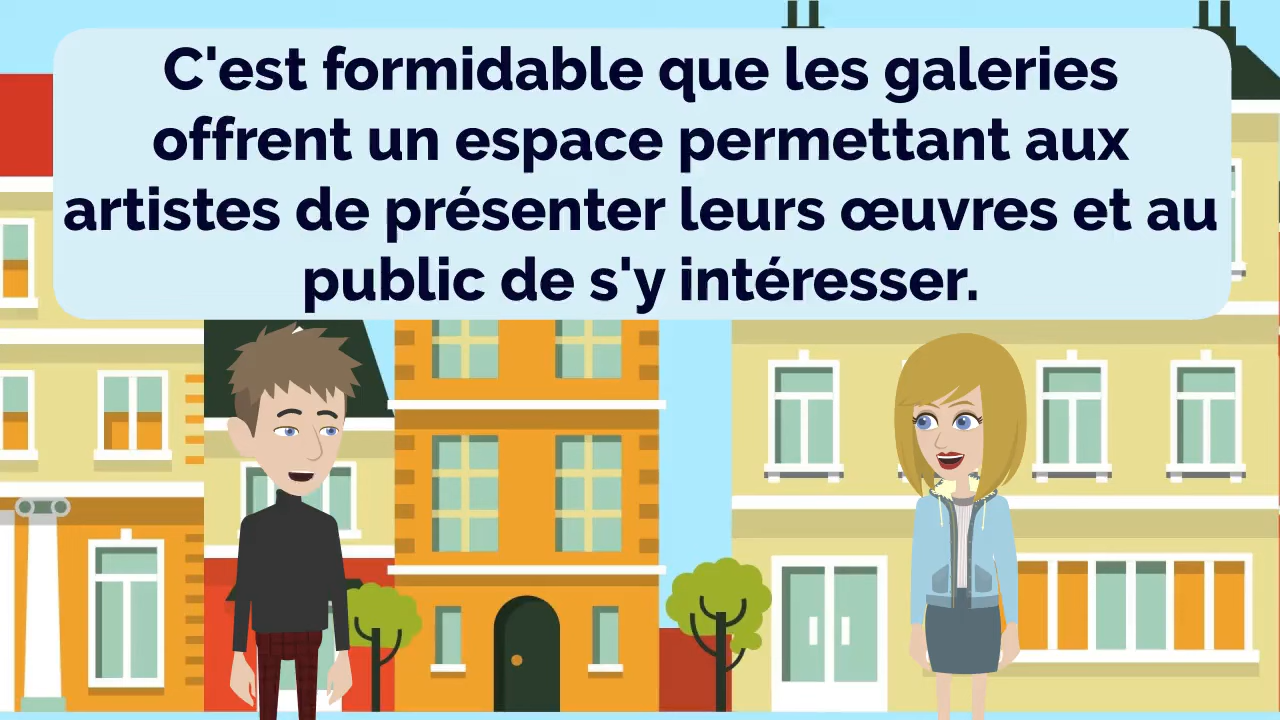 C'est formidable que les galeries
offrent un espace permettant aux
artistes de présenter leurs œuvres et au
public de s'y intéresser.